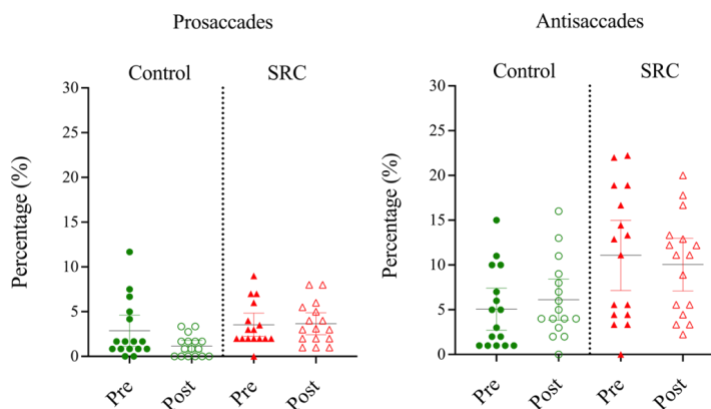 Prosaccades
Control SRC
Percentage (%)
30
25
20
15
10
5
0
Pre Post Pre Post
Antisaccades
Control SRC
Percentage (%)
30
25
20
15
10
5
0
Pre Post Pre Post